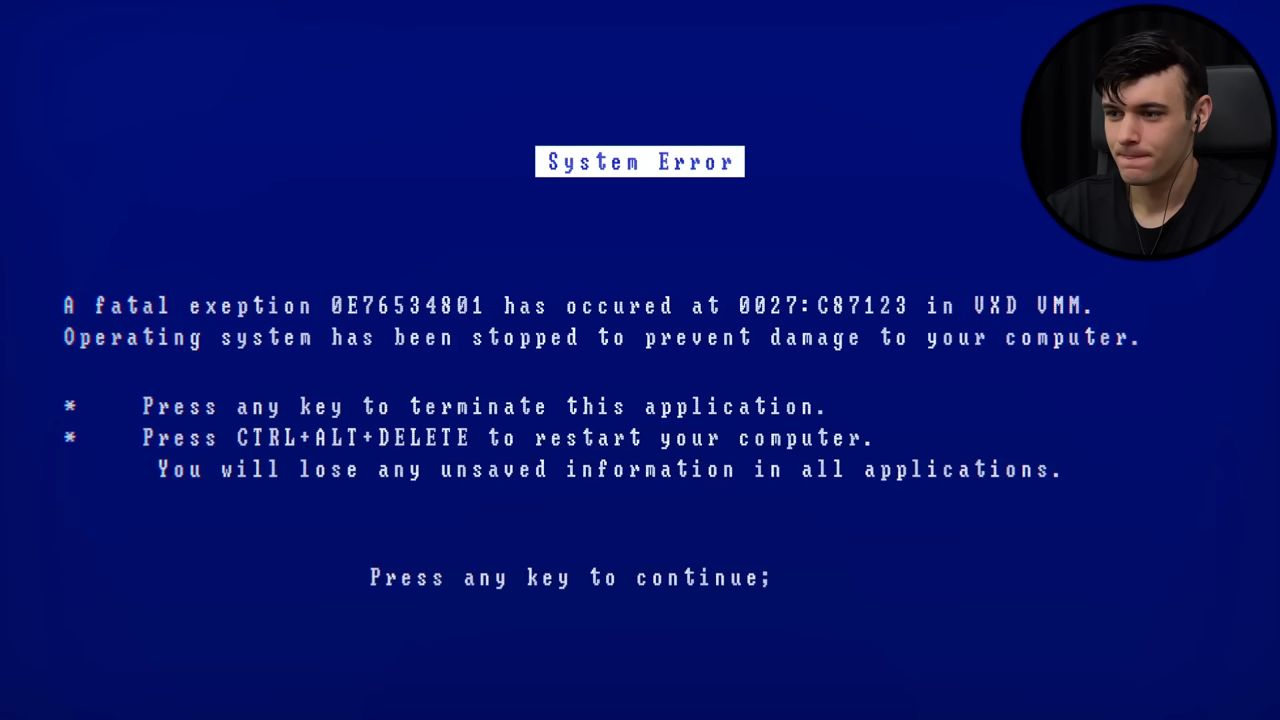 System Error
A fatal exeption 0E76534801 has occured at 0027:C87123 in VXD VMM.
Operating system has been stopped to prevent damage to your computer.
* Press any key to terminate this application.
* Press CTRL+ALT+DELETE to restart your computer.
You will lose any unsaved information in all applications.
Press any key to continue;